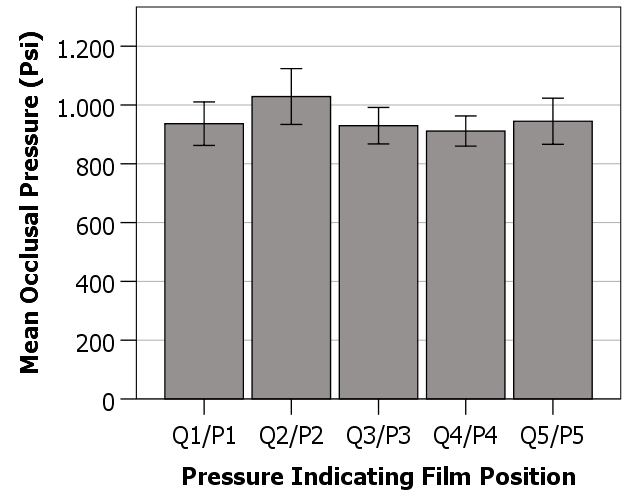 Mean Occlusal Pressure (Psi)
1.200
1.000
800
600
400
200
0
Q1/P1 Q2/P2 Q3/P3 Q4/P4 Q5/P5
Pressure Indicating Film Position